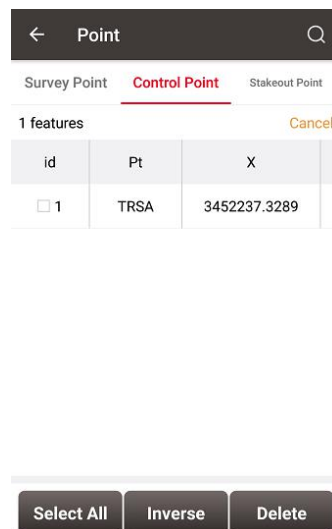 Point
Survey Point Control Point Stakeout Point
1 features Cancel
id Pt X
1 TRSA 3452237.3289
Select All Inverse Delete